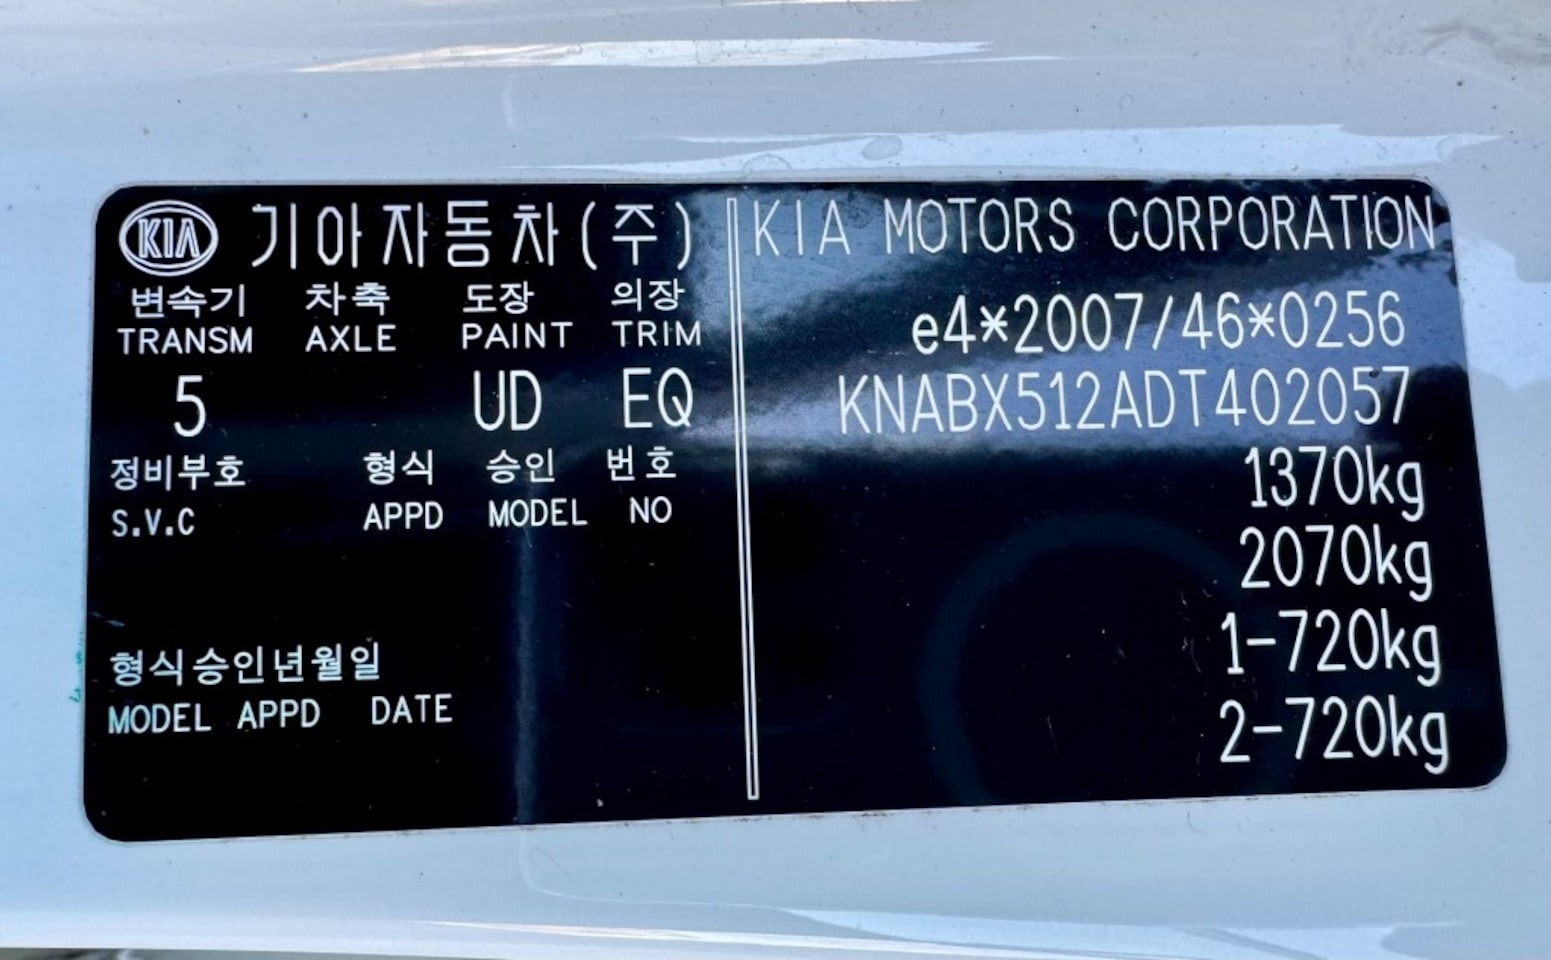 KIA 기아자동차(주)
변속기 차축 도장 의장
TRANSM AXLE PAINT TRIM
5 UD EQ
정비부호 형식 승인 번호
S.V.C APPD MODEL NO
형식승인년월일
MODEL APPD DATE
KIA MOTORS CORPORATION
e4*2007/46*0256
KNABX512ADT402057
1370kg
2070kg
1-720kg
2-720kg